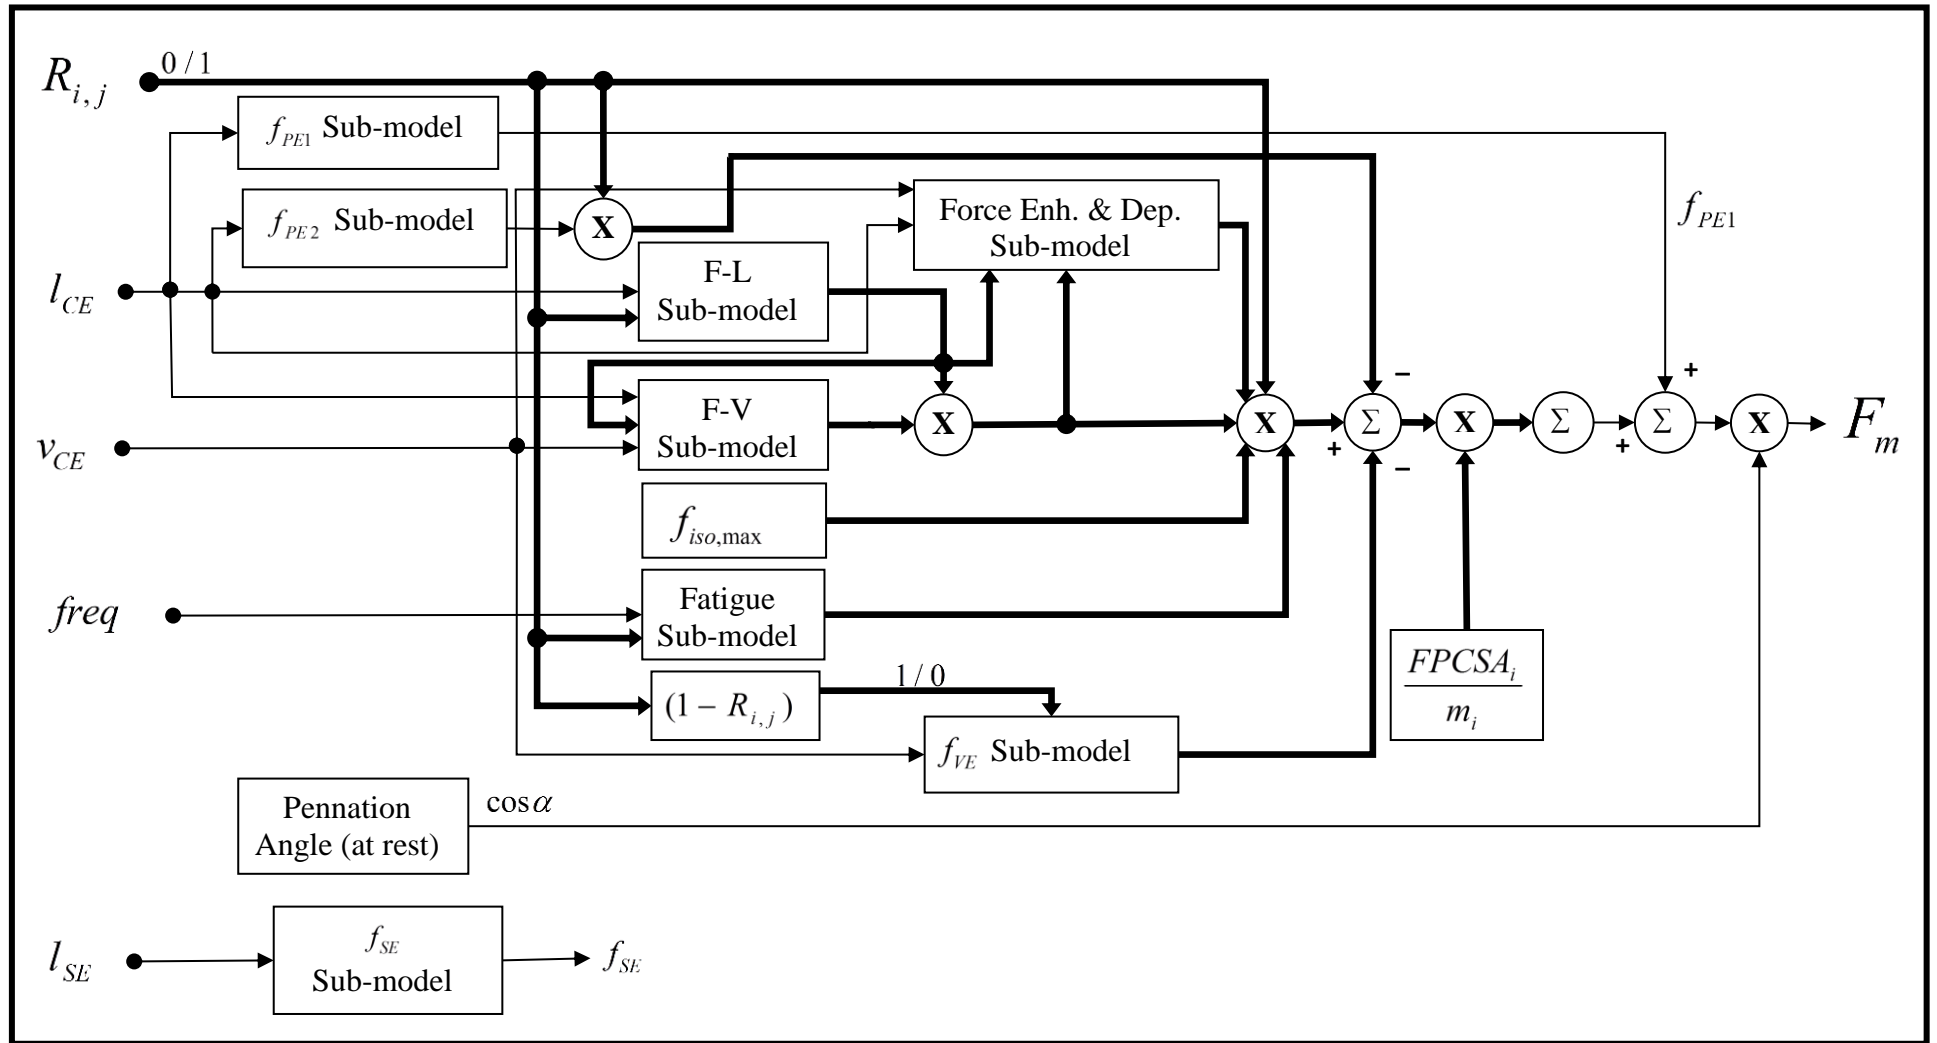 R_{i,j}
0 / 1
f_{PE1} Sub-model
f_{PE2} Sub-model
X
Force Enh. & Dep.
Sub-model
f_{PE1}
l_{CE}
F-L
Sub-model
v_{CE}
F-V
Sub-model
X
X
+
−
−
Σ
X
Σ
+
+
Σ
X
F_m
f_{iso,max}
freq
Fatigue
Sub-model
(1 − R_{i,j})
1 / 0
f_{VE} Sub-model
FPCSA_i
m_i
Pennation
Angle (at rest)
cos α
l_{SE}
f_{SE}
Sub-model
f_{SE}